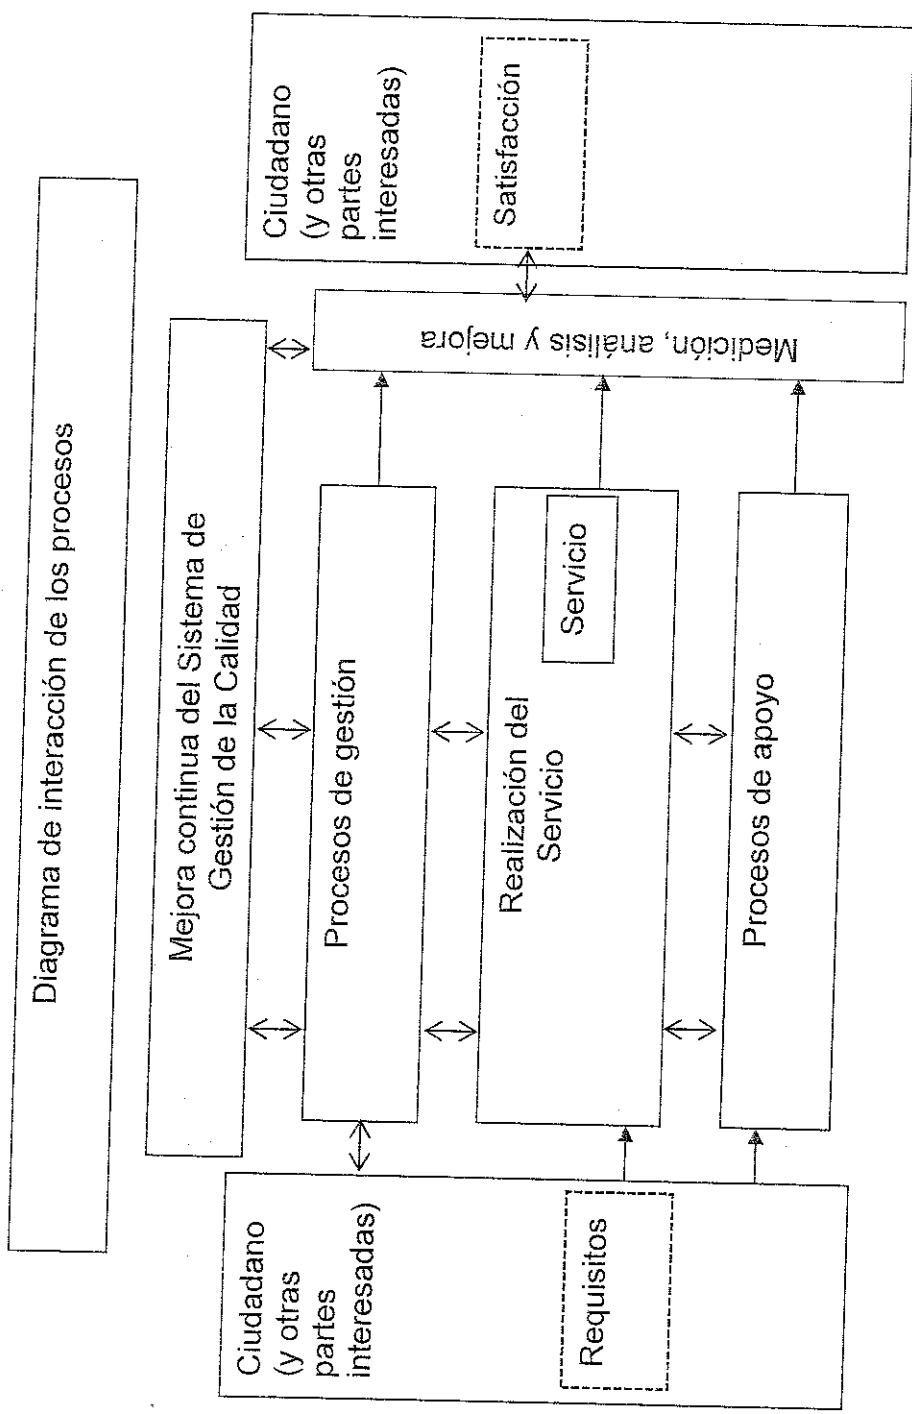 Diagrama de interacción de los procesos
Mejora continua del Sistema de
Gestión de la Calidad
Ciudadano
(y otras
partes
interesadas)
Requisitos
Procesos de gestión
Realización del
Servicio
Servicio
Procesos de apoyo
Medición, análisis y mejora
Ciudadano
(y otras
partes
interesadas)
Satisfacción